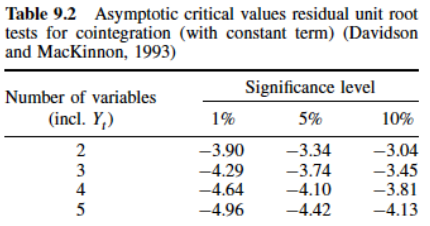 Table 9.2 Asymptotic critical values residual unit root
tests for cointegration (with constant term) (Davidson
and MacKinnon, 1993)
Number of variables
(incl. Yt)
Significance level
1% 5% 10%
2 −3.90 −3.34 −3.04
3 −4.29 −3.74 −3.45
4 −4.64 −4.10 −3.81
5 −4.96 −4.42 −4.13